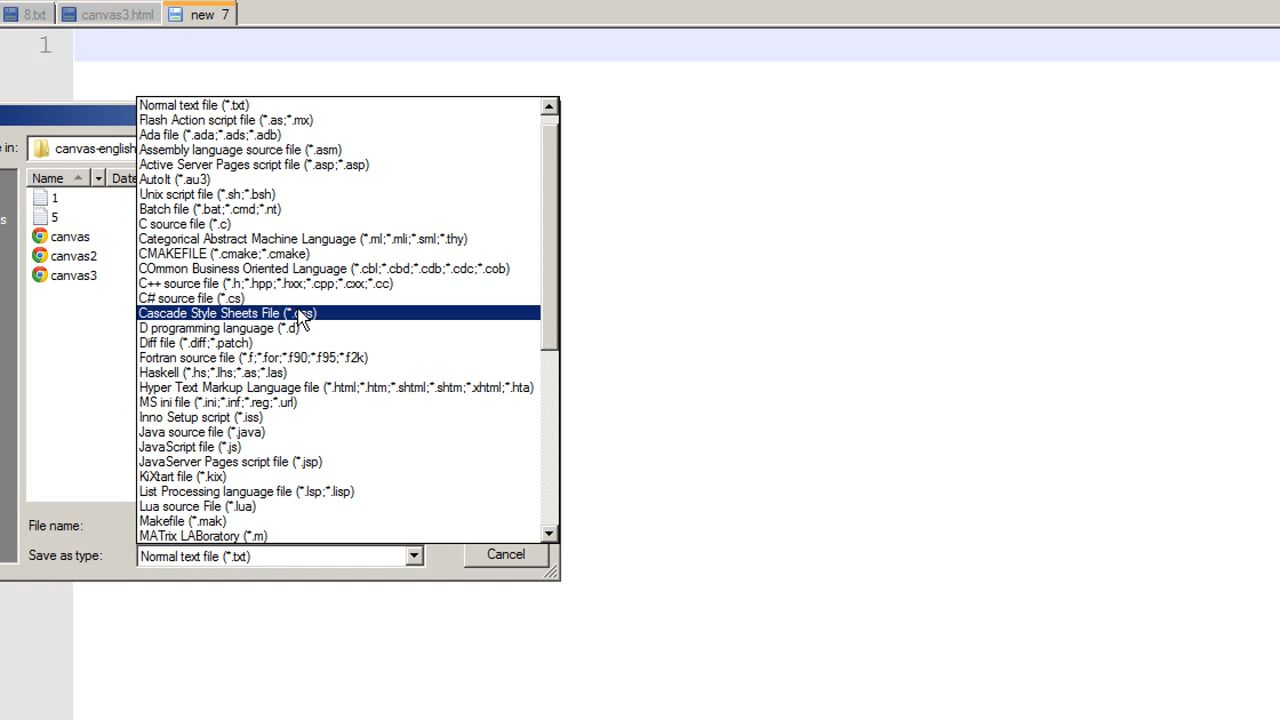 8.txt canvas3.html new 7
1
Normal text file (*.txt)
Flash Action script file (*.as;*.mx)
Ada file (*.ada;*.ads;*.adb)
Assembly language source file (*.asm)
e in: canvas-english Active Server Pages script file (*.asp;*.asp)
Name Date AutoIt (*.au3)
1 Unix script file (*.sh;*.bsh)
5 Batch file (*.bat;*.cmd;*.nt)
s C source file (*.c)
canvas Categorical Abstract Machine Language (*.ml;*.mli;*.sml;*.thy)
canvas2 CMAKEFILE (*.cmake;*.cmake)
canvas3 COmmon Business Oriented Language (*.cbl;*.cbd;*.cdb;*.cdc;*.cob)
C++ source file (*.h;*.hpp;*.hxx;*.cpp;*.cxx;*.cc)
C# source file (*.cs)
Cascade Style Sheets File (*.css)
D programming language (*.d)
Diff file (*.diff;*.patch)
Fortran source file (*.f;*.for;*.f90;*.f95;*.f2k)
Haskell (*.hs;*.lhs;*.as;*.las)
Hyper Text Markup Language file (*.html;*.htm;*.shtml;*.shtm;*.xhtml;*.hta)
MS ini file (*.ini;*.inf;*.reg;*.url)
Inno Setup script (*.iss)
Java source file (*.java)
JavaScript file (*.js)
JavaServer Pages script file (*.jsp)
KiXtart file (*.kix)
List Processing language file (*.lsp;*.lisp)
Lua source File (*.lua)
File name: Makefile (*.mak)
MATrix LABoratory (*.m)
Save as type: Normal text file (*.txt) Cancel